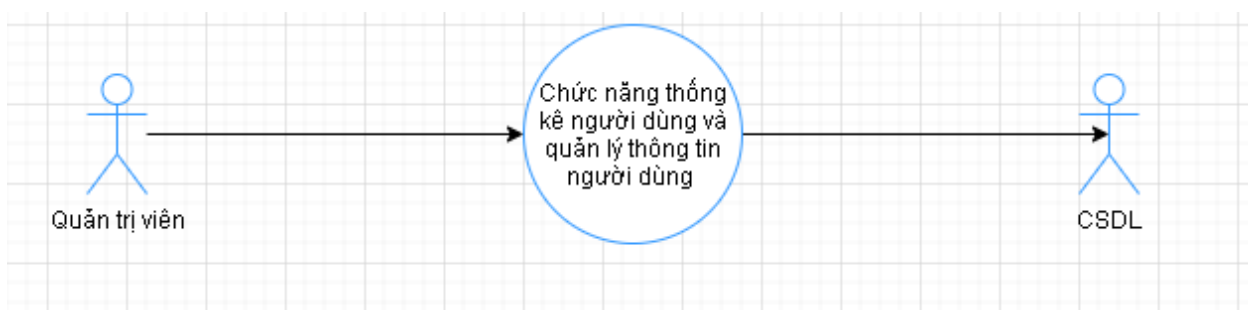 Chức năng thống
kê người dùng và
quản lý thông tin
người dùng
Quản trị viên
CSDL